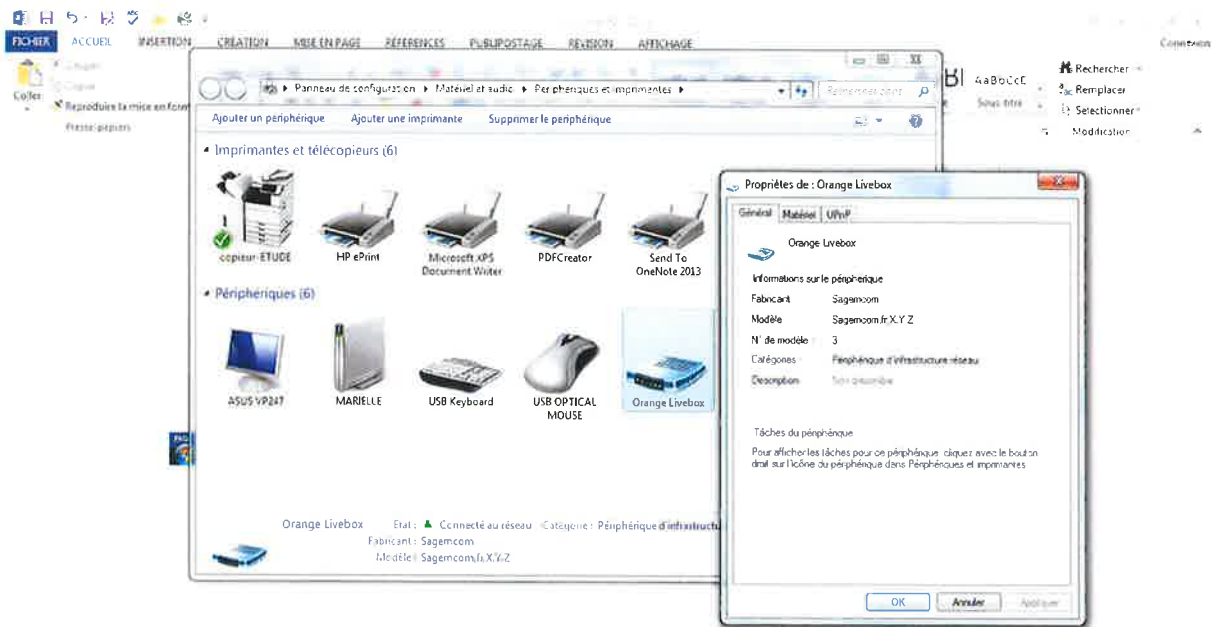 FICHIER ACCUEIL INSERTION CRÉATION MISE EN PAGE RÉFÉRENCES PUBLIPOSTAGE RÉVISION AFFICHAGE Connexion
Coller
Reproduire la mise en form
Presse-papiers
AaBbCcC
Sous-titre
Rechercher
Remplacer
Sélectionner
Modification
Panneau de configuration Matériel et audio Périphériques et imprimantes
Ajouter un périphérique Ajouter une imprimante Supprimer le périphérique
Imprimantes et télécopieurs (6)
copieur-ETUDE
HP ePrint
Microsoft XPS
Document Writer
PDFCreator
Send To
OneNote 2013
Périphériques (6)
ASUS VP247
MARIELLE
USB Keyboard
USB OPTICAL
MOUSE
Orange Livebox
Orange Livebox État : Connecté au réseau Catégorie : Périphérique d'infrastructu
Fabricant : Sagemcom
Modèle : Sagemcom,fr,X.Y.Z
Propriétés de : Orange Livebox
Général Matériel UPnP
Orange Livebox
Informations sur le périphérique
Fabricant Sagemcom
Modèle Sagemcom,fr,X.Y.Z
N° de modèle : 3
Catégories : Périphérique d'infrastructure réseau
Description Non disponible
Tâches du périphérique
Pour afficher les tâches pour ce périphérique, cliquez avec le bouton
droit sur l'icône du périphérique dans Périphériques et imprimantes
OK Annuler Appliquer